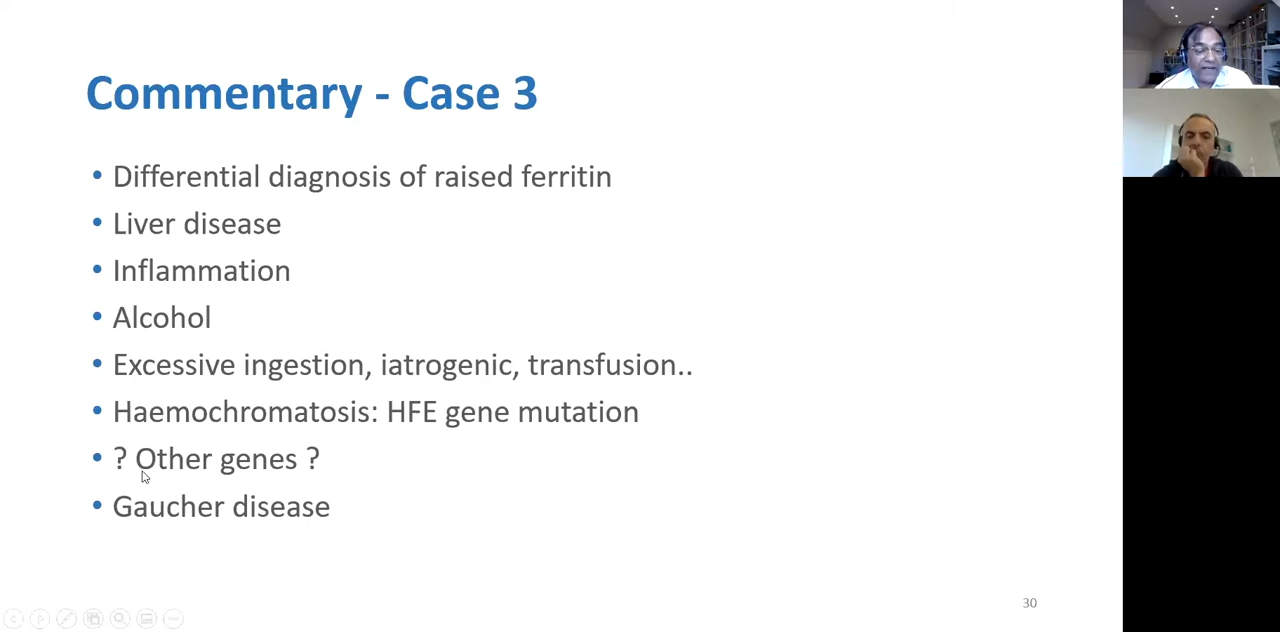 Commentary - Case 3
• Differential diagnosis of raised ferritin
• Liver disease
• Inflammation
• Alcohol
• Excessive ingestion, iatrogenic, transfusion..
• Haemochromatosis: HFE gene mutation
• ? Other genes ?
• Gaucher disease
30